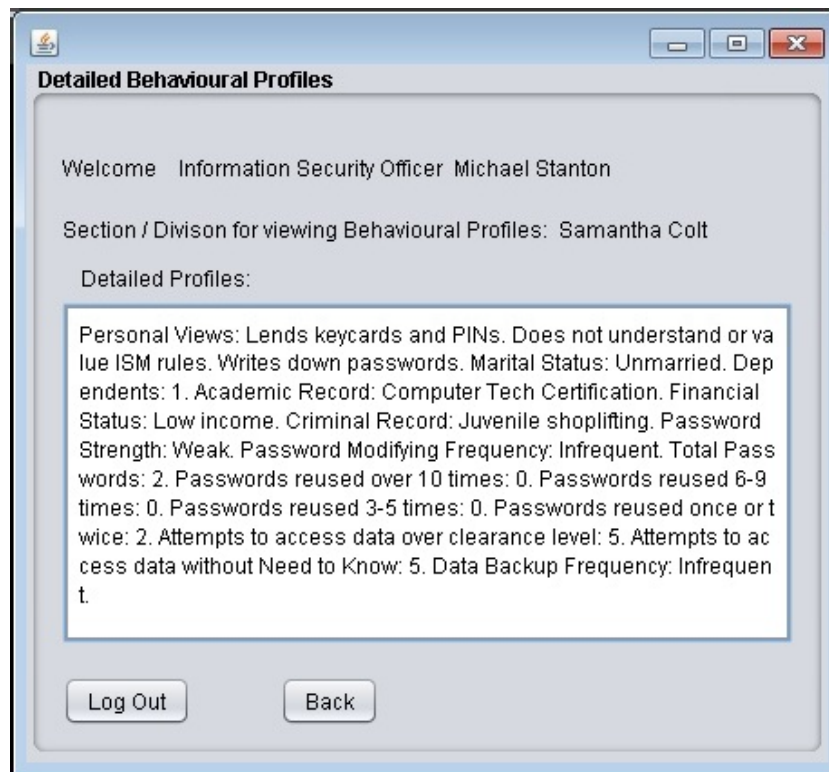 Detailed Behavioural Profiles
Welcome Information Security Officer Michael Stanton
Section / Divison for viewing Behavioural Profiles: Samantha Colt
Detailed Profiles:
Personal Views: Lends keycards and PINs. Does not understand or va
lue ISM rules. Writes down passwords. Marital Status: Unmarried. Dep
endents: 1. Academic Record: Computer Tech Certification. Financial
Status: Low income. Criminal Record: Juvenile shoplifting. Password
Strength: Weak. Password Modifying Frequency: Infrequent. Total Pass
words: 2. Passwords reused over 10 times: 0. Passwords reused 6-9
times: 0. Passwords reused 3-5 times: 0. Passwords reused once or t
wice: 2. Attempts to access data over clearance level: 5. Attempts to ac
cess data without Need to Know: 5. Data Backup Frequency: Infrequen
t.
Log Out Back